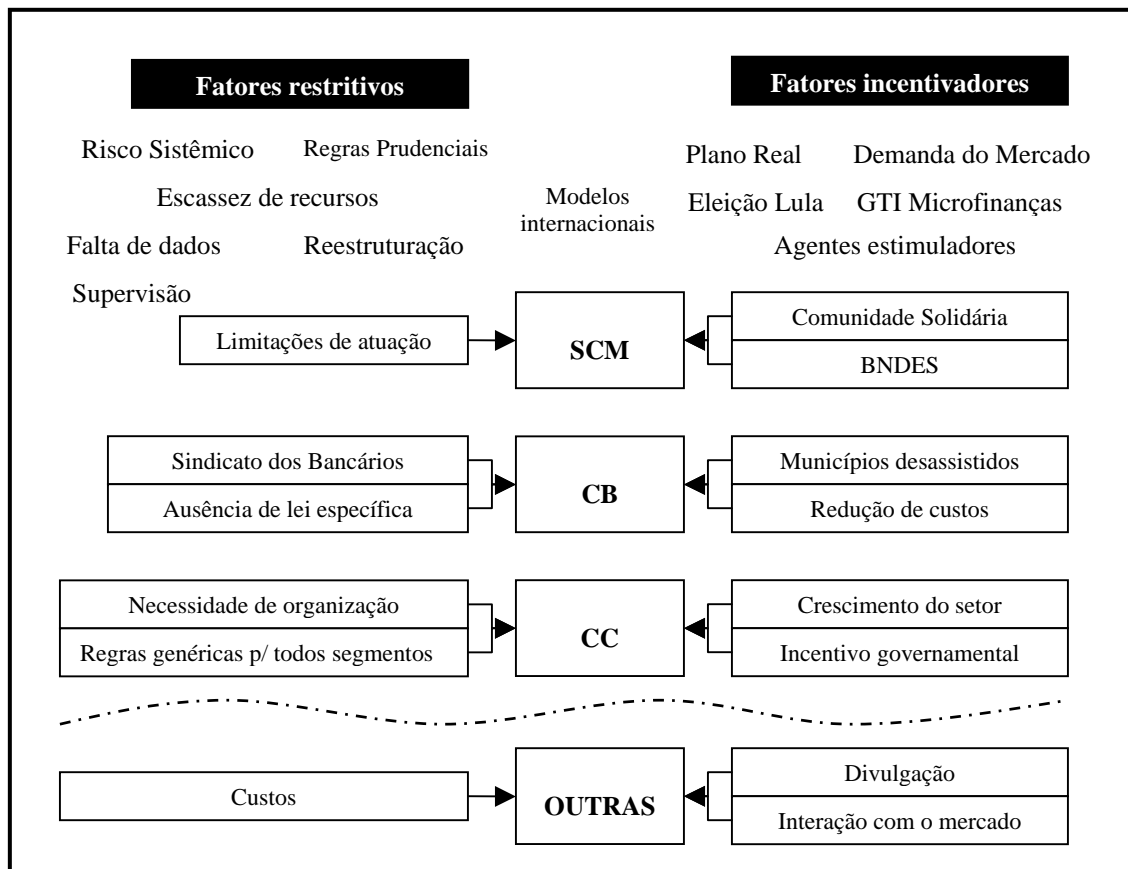 Fatores restritivos
Fatores incentivadores
Risco Sistêmico
Regras Prudenciais
Escassez de recursos
Falta de dados
Reestruturação
Supervisão
Modelos
internacionais
Plano Real
Demanda do Mercado
Eleição Lula
GTI Microfinanças
Agentes estimuladores
Limitações de atuação
SCM
Comunidade Solidária
BNDES
Sindicato dos Bancários
Ausência de lei específica
CB
Municípios desassistidos
Redução de custos
Necessidade de organização
Regras genéricas p/ todos segmentos
CC
Crescimento do setor
Incentivo governamental
Custos
OUTRAS
Divulgação
Interação com o mercado